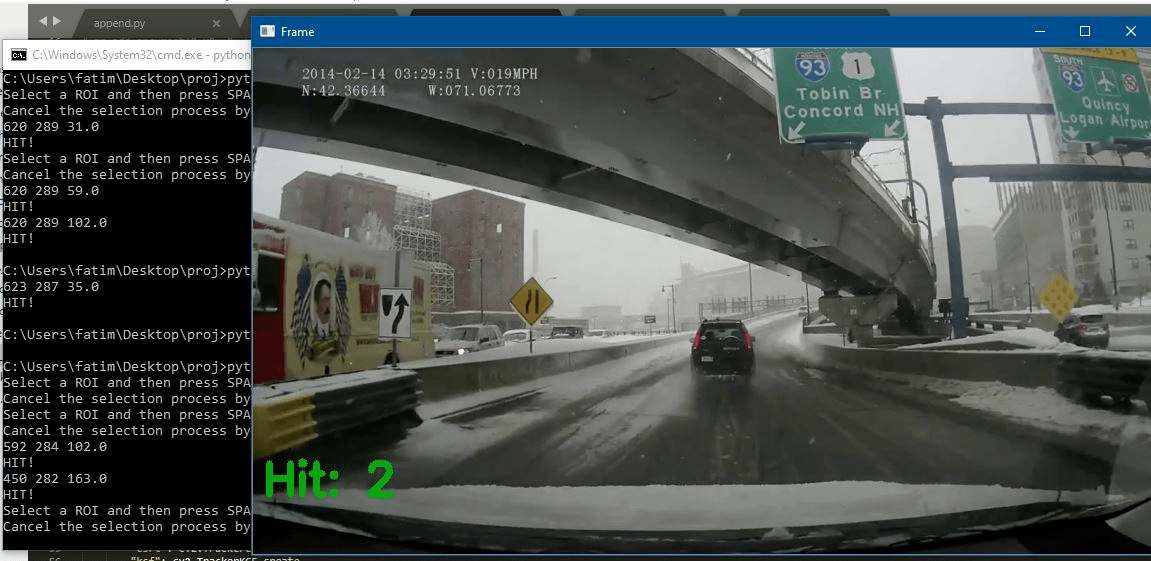 append.py
C:\Windows\System32\cmd.exe - python
C:\Users\fatim\Desktop\proj>pyt
Select a ROI and then press SPA
Cancel the selection process by
620 289 31.0
HIT!
Select a ROI and then press SPA
Cancel the selection process by
620 289 59.0
HIT!
620 289 102.0
HIT!
C:\Users\fatim\Desktop\proj>pyt
623 287 35.0
HIT!
C:\Users\fatim\Desktop\proj>pyt
C:\Users\fatim\Desktop\proj>pyt
Select a ROI and then press SPA
Cancel the selection process by
Select a ROI and then press SPA
Cancel the selection process by
592 284 102.0
HIT!
450 282 163.0
HIT!
Select a ROI and then press SPA
Cancel the selection process by
Frame
2014-02-14 03:29:51 V:019MPH
N:42.36644 W:071.06773
93 1
Tobin Br
Concord NH
SOUTH
93
Quincy
Logan Airport
Hit: 2